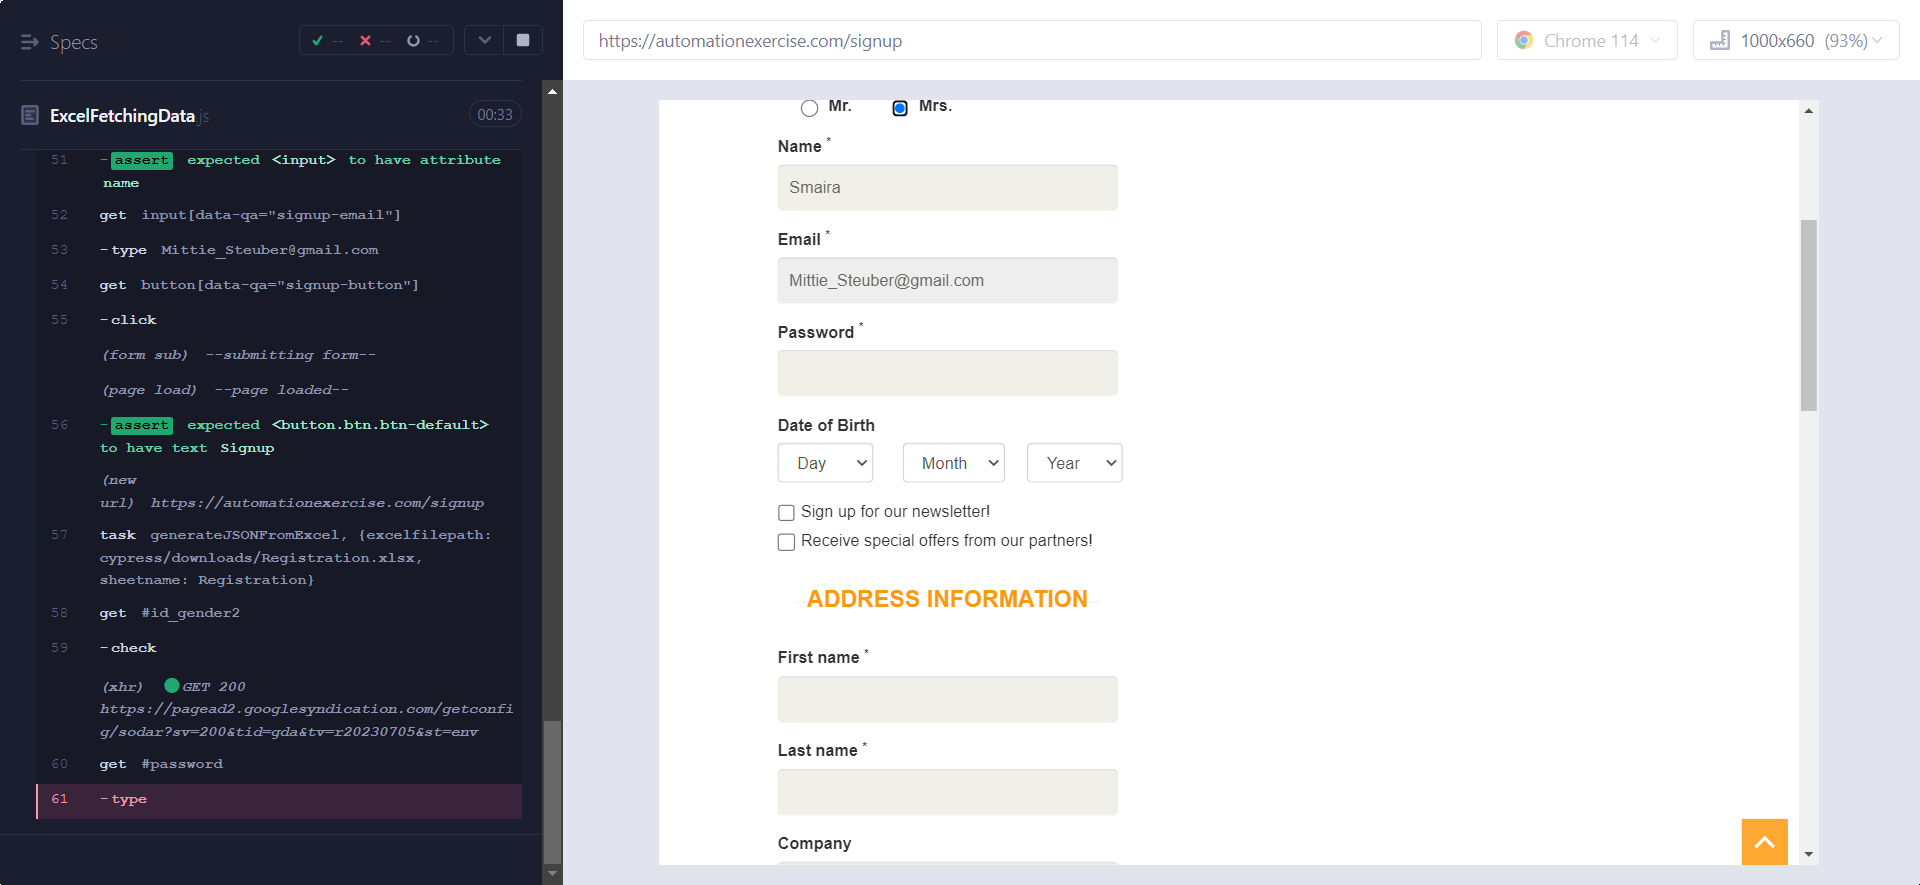 Specs
-- -- --
https://automationexercise.com/signup
Chrome 114
1000x660 (93%)
ExcelFetchingData.js
00:33
51 -assert expected <input> to have attribute
name
52 get input[data-qa="signup-email"]
53 -type Mittie_Steuber@gmail.com
54 get button[data-qa="signup-button"]
55 -click
(form sub) --submitting form--
(page load) --page loaded--
56 -assert expected <button.btn.btn-default>
to have text Signup
(new
url) https://automationexercise.com/signup
57 task generateJSONFromExcel, {excelfilepath:
cypress/downloads/Registration.xlsx,
sheetname: Registration}
58 get #id_gender2
59 -check
(xhr) GET 200
https://pagead2.googlesyndication.com/getconfi
g/sodar?sv=200&tid=gda&tv=r20230705&st=env
60 get #password
61 -type
Mr. Mrs.
Name *
Smaira
Email *
Mittie_Steuber@gmail.com
Password *
Date of Birth
Day Month Year
Sign up for our newsletter!
Receive special offers from our partners!
ADDRESS INFORMATION
First name *
Last name *
Company